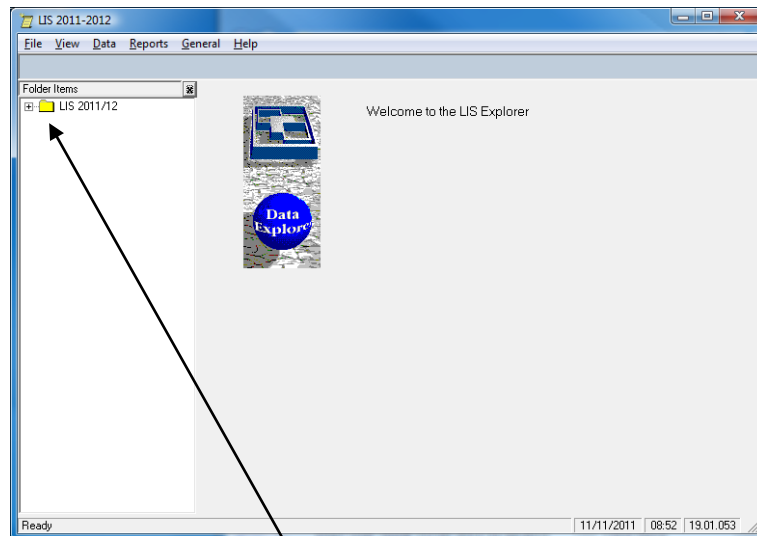 LIS 2011-2012
File View Data Reports General Help
Folder Items
LIS 2011/12
Welcome to the LIS Explorer
Data
Explorer
Ready 11/11/2011 08:52 19.01.053